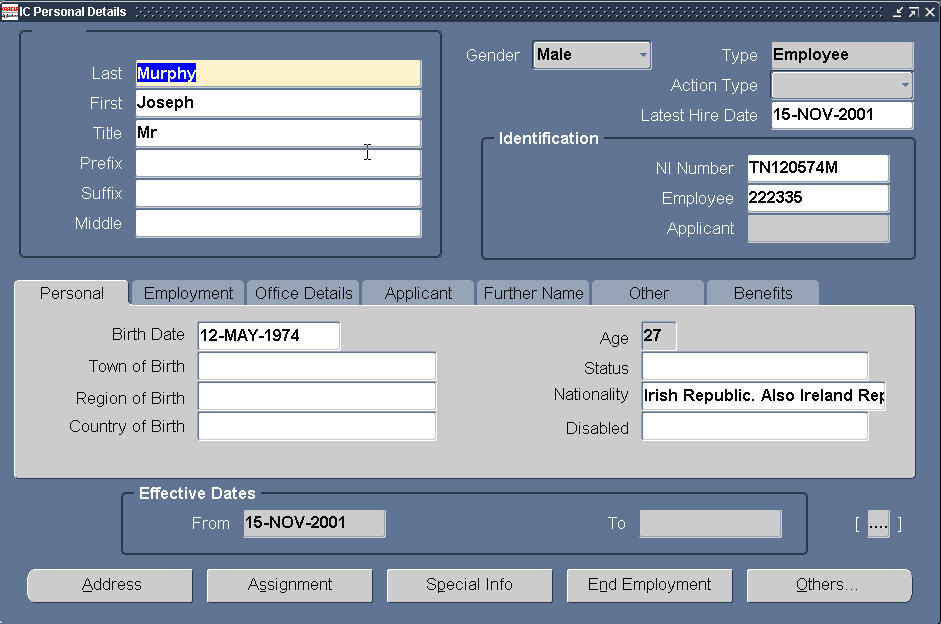 ORACLE
IC Personal Details
Last Murphy
First Joseph
Title Mr
Prefix
Suffix
Middle
Gender Male
Type Employee
Action Type
Latest Hire Date 15-NOV-2001
Identification
NI Number TN120574M
Employee 222335
Applicant
Personal Employment Office Details Applicant Further Name Other Benefits
Birth Date 12-MAY-1974
Town of Birth
Region of Birth
Country of Birth
Age 27
Status
Nationality Irish Republic. Also Ireland Rep
Disabled
Effective Dates
From 15-NOV-2001 To [ .... ]
Address Assignment Special Info End Employment Others...